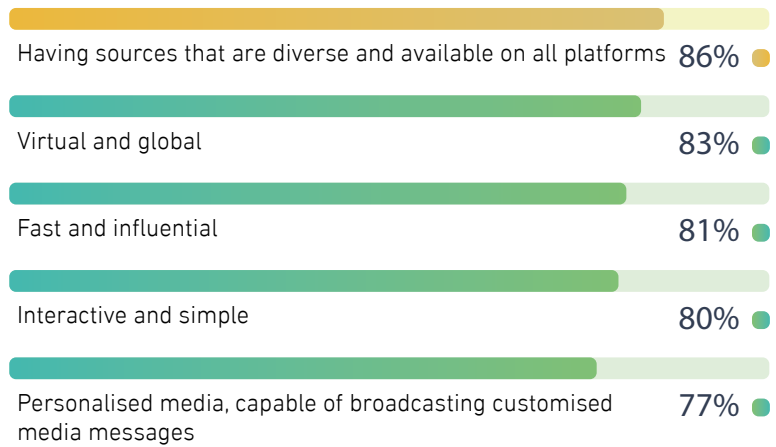 Having sources that are diverse and available on all platforms 86%
Virtual and global 83%
Fast and influential 81%
Interactive and simple 80%
Personalised media, capable of broadcasting customised 77%
media messages